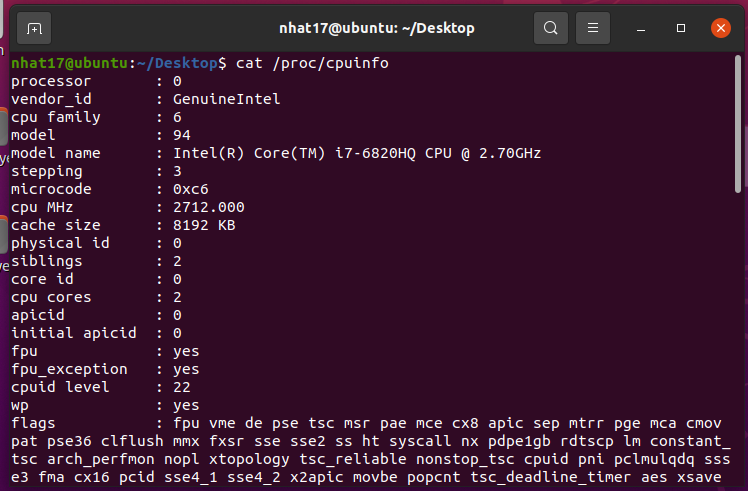 nhat17@ubuntu: ~/Desktop
nhat17@ubuntu:~/Desktop$ cat /proc/cpuinfo
processor : 0
vendor_id : GenuineIntel
cpu family : 6
model : 94
model name : Intel(R) Core(TM) i7-6820HQ CPU @ 2.70GHz
stepping : 3
microcode : 0xc6
cpu MHz : 2712.000
cache size : 8192 KB
physical id : 0
siblings : 2
core id : 0
cpu cores : 2
apicid : 0
initial apicid : 0
fpu : yes
fpu_exception : yes
cpuid level : 22
wp : yes
flags : fpu vme de pse tsc msr pae mce cx8 apic sep mtrr pge mca cmov
pat pse36 clflush mmx fxsr sse sse2 ss ht syscall nx pdpe1gb rdtscp lm constant_
tsc arch_perfmon nopl xtopology tsc_reliable nonstop_tsc cpuid pni pclmulqdq sss
e3 fma cx16 pcid sse4_1 sse4_2 x2apic movbe popcnt tsc_deadline_timer aes xsave